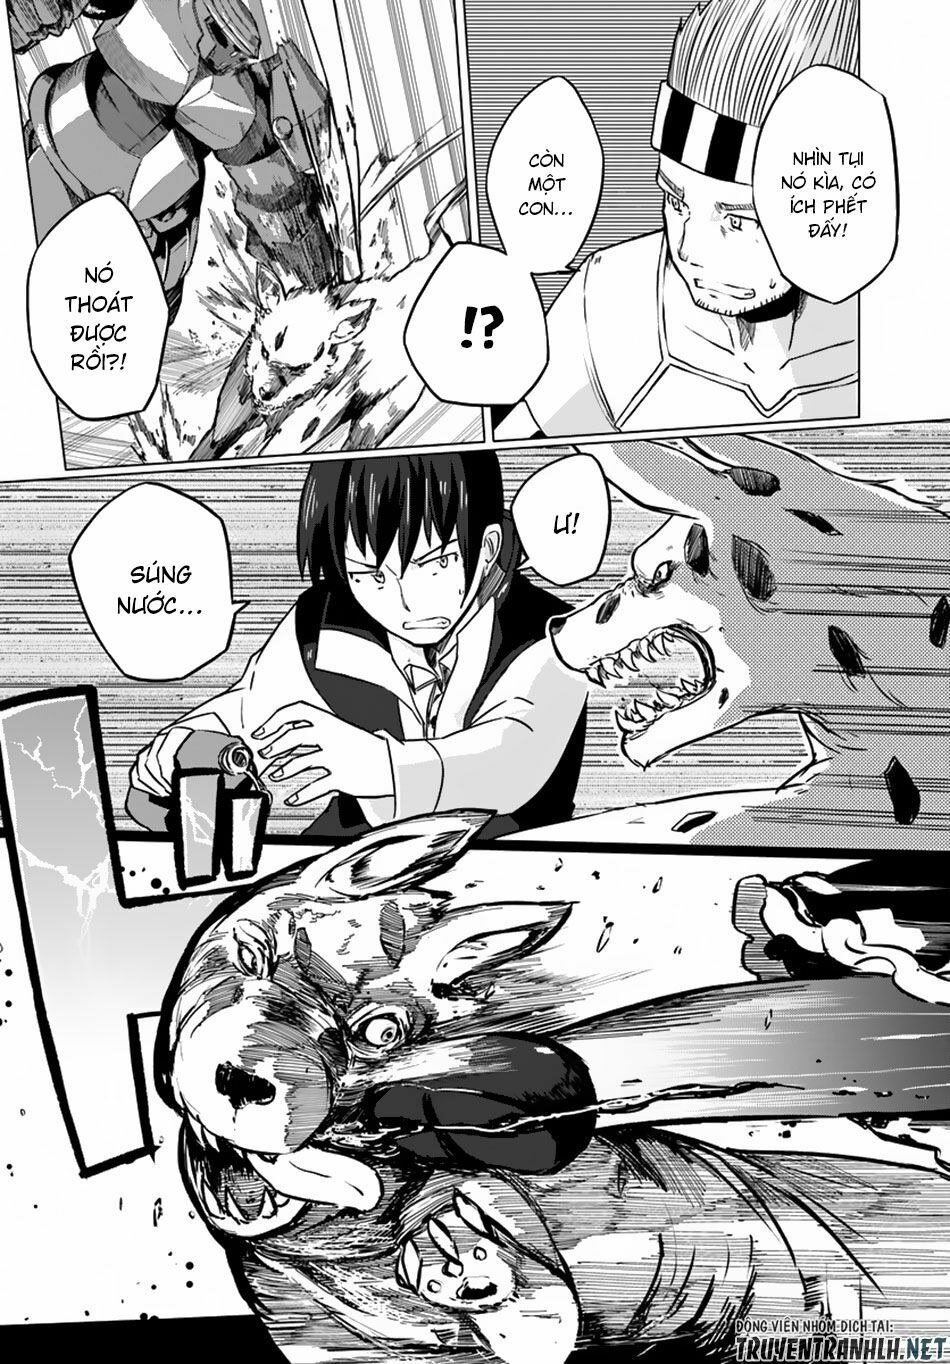 NHÌN TỤI
NÓ KÌA, CÓ
ÍCH PHẾT
ĐẤY!
CÒN
MỘT
CON...
!?
NÓ
THOÁT
ĐƯỢC
RỒI?!
Ư!
SÚNG
NƯỚC...
ĐỘNG VIÊN NHÓM DỊCH TẠI:
TRUYENTRANHLH.NET